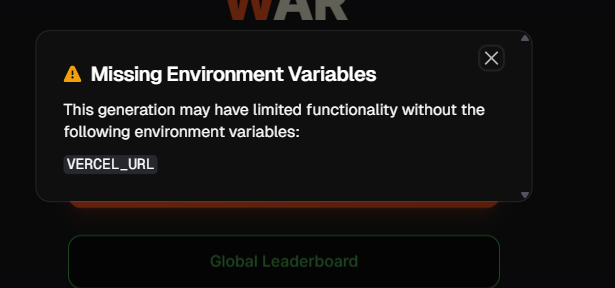 WAR
Missing Environment Variables
This generation may have limited functionality without the
following environment variables:
VERCEL_URL
Global Leaderboard